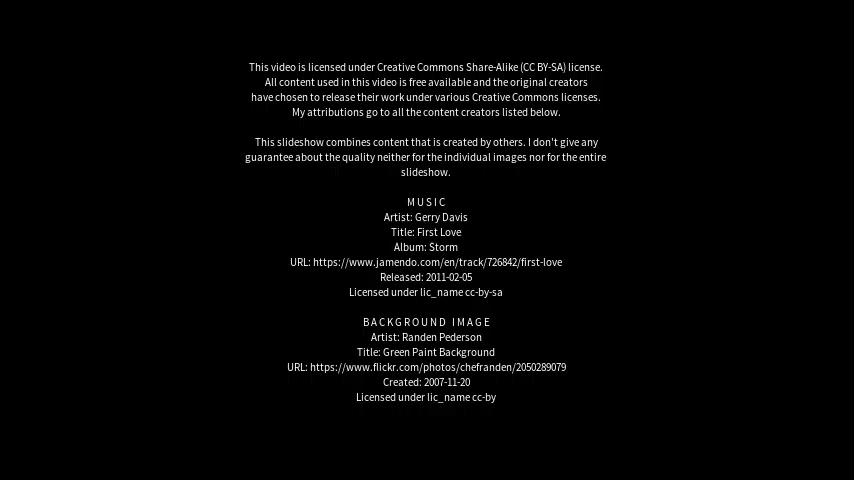 This video is licensed under Creative Commons Share-Alike (CC BY-SA) license.
All content used in this video is free available and the original creators
have chosen to release their work under various Creative Commons licenses.
My attributions go to all the content creators listed below.
This slideshow combines content that is created by others. I don't give any
guarantee about the quality neither for the individual images nor for the entire
slideshow.
MUSIC
Artist: Gerry Davis
Title: First Love
Album: Storm
URL: https://www.jamendo.com/en/track/726842/first-love
Released: 2011-02-05
Licensed under lic_name cc-by-sa
BACKGROUND IMAGE
Artist: Randen Pederson
Title: Green Paint Background
URL: https://www.flickr.com/photos/chefranden/2050289079
Created: 2007-11-20
Licensed under lic_name cc-by